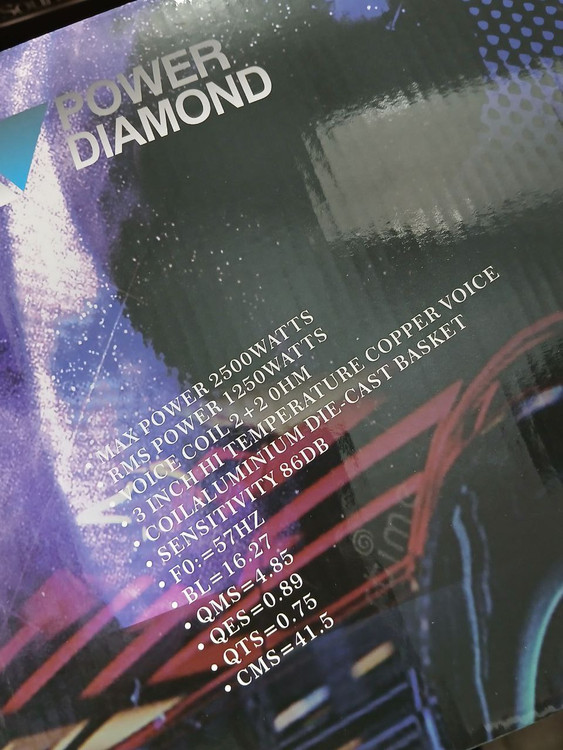 POWER
DIAMOND
• MAX POWER 2500WATTS
• RMS POWER 1250WATTS
• VOICE COIL 2+2 0HM
• 3 INCH HI TEMPERATURE COPPER VOICE
• COILALUMINIUM DIE-CAST BASKET
• SENSITIVITY 86DB
• F0:=57HZ
• BL=16.27
• QMS=4.85
• QES=0.89
• QTS=0.75
• CMS=41.5